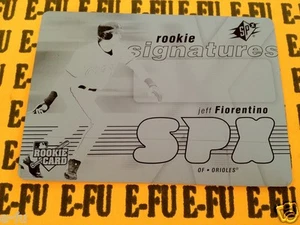 E-FU E-FU E-FU E-FU E-FU
rookie
SPX
signatures
jeff Fiorentino
SPX
ROOKIE CARD
OF • ORIOLES
E-FU E-FU E-FU E-FU E-FU